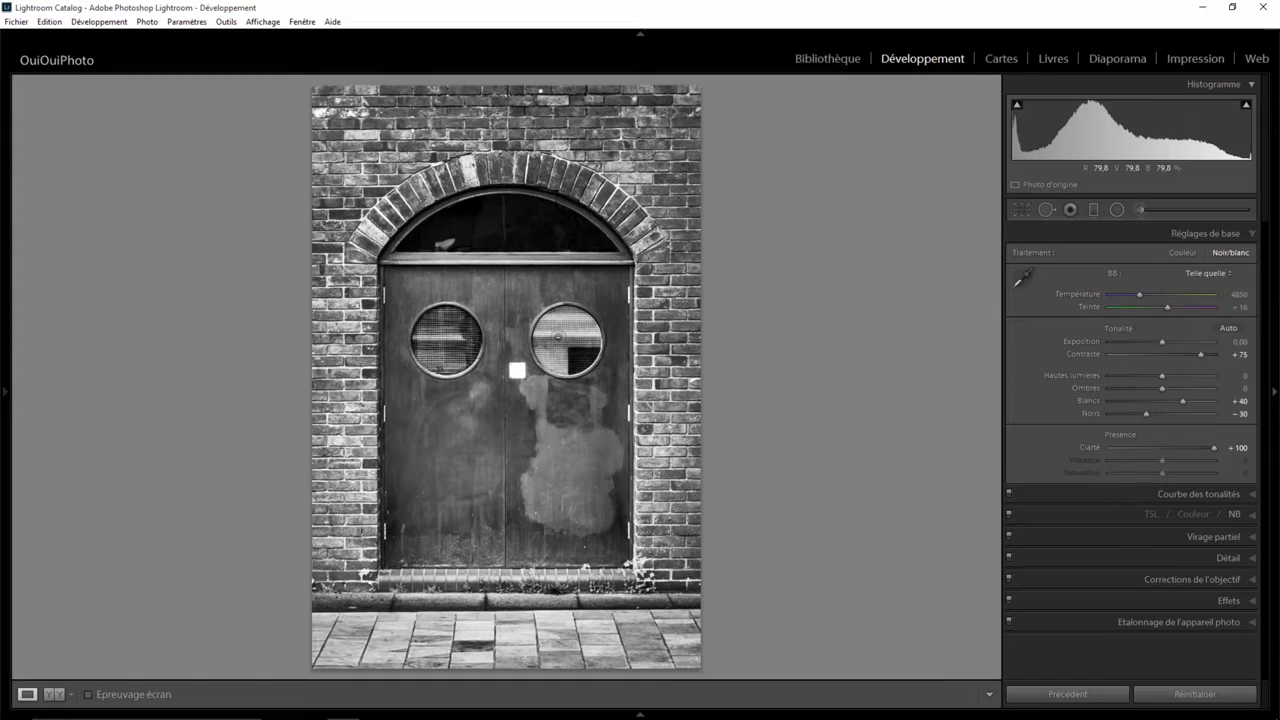 Lightroom Catalog - Adobe Photoshop Lightroom - Développement
Fichier Edition Développement Photo Paramètres Outils Affichage Fenêtre Aide
OuiOuiPhoto
Bibliothèque | Développement | Cartes | Livres | Diaporama | Impression | Web
Histogramme
R 79,8 V 79,8 B 79,8 %
Photo d'origine
Réglages de base
Traitement : Couleur Noir/blanc
BB : Telle quelle
Température 4850
Teinte + 16
Tonalité Auto
Exposition 0,00
Contraste + 75
Hautes lumières 0
Ombres 0
Blancs + 40
Noirs - 30
Présence
Clarté + 100
Vibrance 0
Saturation 0
Courbe des tonalités
TSL / Couleur / NB
Virage partiel
Détail
Corrections de l'objectif
Effets
Etalonnage de l'appareil photo
Epreuvage écran
Précédent Réinitialiser